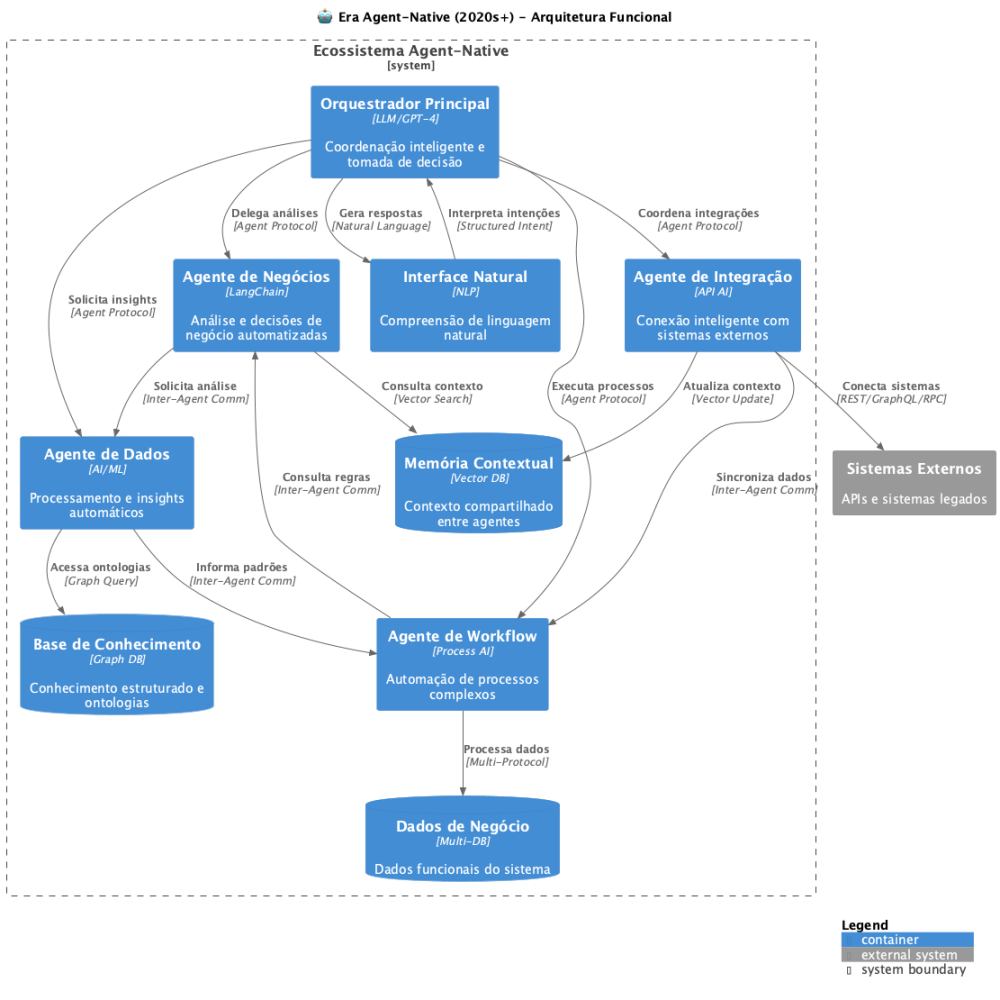 🤖 Era Agent-Native (2020s+) - Arquitetura Funcional
Ecossistema Agent-Native
[system]
Orquestrador Principal
[LLM/GPT-4]
Coordenação inteligente e
tomada de decisão
Delega análises
[Agent Protocol]
Gera respostas
[Natural Language]
Interpreta intenções
[Structured Intent]
Coordena integrações
[Agent Protocol]
Solicita insights
[Agent Protocol]
Agente de Negócios
[LangChain]
Análise e decisões de
negócio automatizadas
Interface Natural
[NLP]
Compreensão de linguagem
natural
Agente de Integração
[API AI]
Conexão inteligente com
sistemas externos
Solicita análise
[Inter-Agent Comm]
Consulta contexto
[Vector Search]
Executa processos
[Agent Protocol]
Atualiza contexto
[Vector Update]
Conecta sistemas
[REST/GraphQL/RPC]
Agente de Dados
[AI/ML]
Processamento e insights
automáticos
Consulta regras
[Inter-Agent Comm]
Memória Contextual
[Vector DB]
Contexto compartilhado
entre agentes
Sincroniza dados
[Inter-Agent Comm]
Sistemas Externos
APIs e sistemas legados
Acessa ontologias
[Graph Query]
Informa padrões
[Inter-Agent Comm]
Base de Conhecimento
[Graph DB]
Conhecimento estruturado e
ontologias
Agente de Workflow
[Process AI]
Automação de processos
complexos
Processa dados
[Multi-Protocol]
Dados de Negócio
[Multi-DB]
Dados funcionais do sistema
Legend
container
external system
system boundary